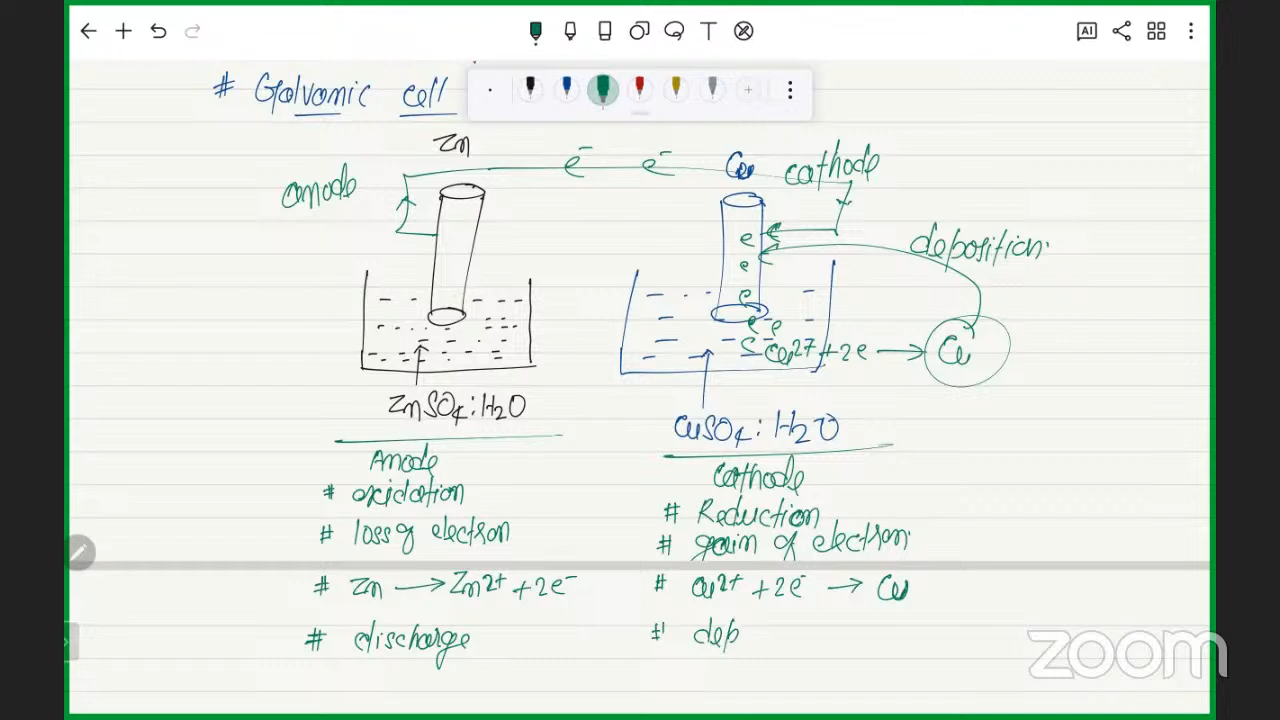 AI
T
# Galvanic cell
Zn
e⁻ e⁻
Cu
cathode
anode
e
deposition
e
e
e e
Cu2+ +2e → Cu
ZnSO4:H2O
CuSO4:H2O
Anode
Cathode
# oxidation
# Reduction
# loss of electron
# gain of electron
# Zn → Zn2+ +2e⁻
# Cu2+ +2e⁻ → Cu
# discharge
# dep
zoom